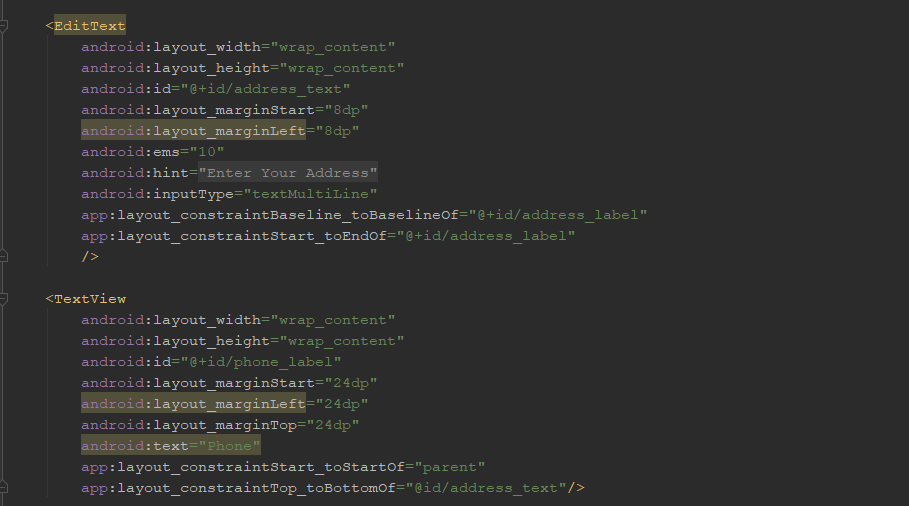 <EditText
android:layout_width="wrap_content"
android:layout_height="wrap_content"
android:id="@+id/address_text"
android:layout_marginStart="8dp"
android:layout_marginLeft="8dp"
android:ems="10"
android:hint="Enter Your Address"
android:inputType="textMultiLine"
app:layout_constraintBaseline_toBaselineOf="@+id/address_label"
app:layout_constraintStart_toEndOf="@+id/address_label"
/>
<TextView
android:layout_width="wrap_content"
android:layout_height="wrap_content"
android:id="@+id/phone_label"
android:layout_marginStart="24dp"
android:layout_marginLeft="24dp"
android:layout_marginTop="24dp"
android:text="Phone"
app:layout_constraintStart_toStartOf="parent"
app:layout_constraintTop_toBottomOf="@id/address_text"/>